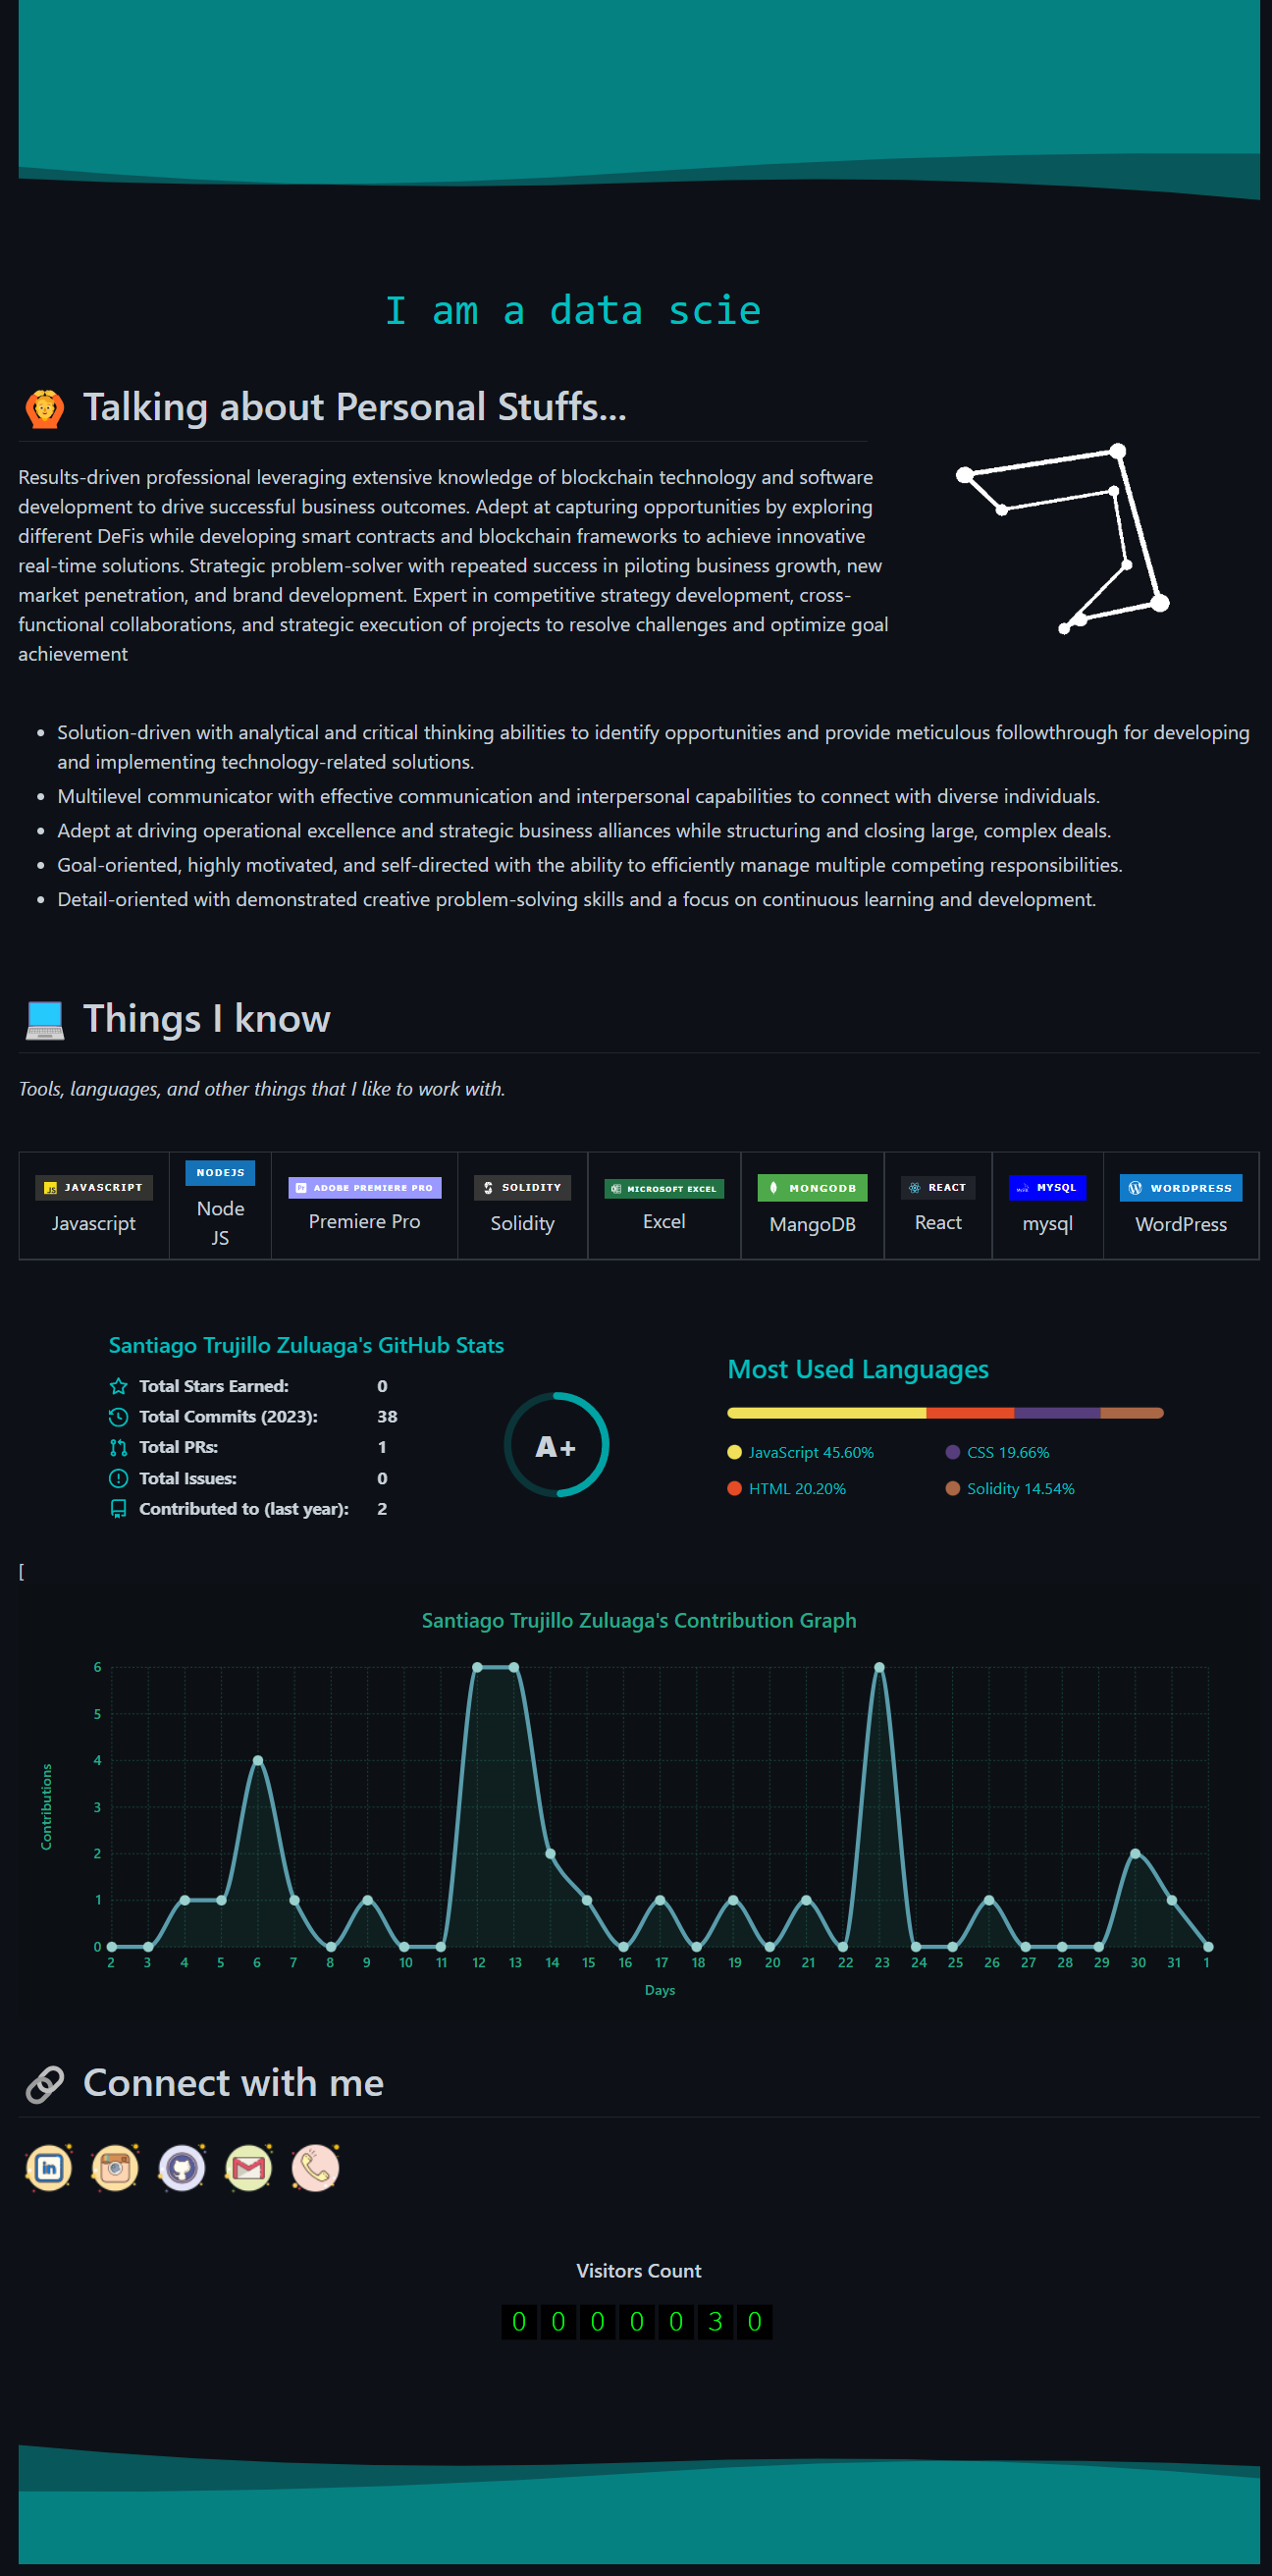 I am a data scie
Talking about Personal Stuffs...
Results-driven professional leveraging extensive knowledge of blockchain technology and software
development to drive successful business outcomes. Adept at capturing opportunities by exploring
different DeFis while developing smart contracts and blockchain frameworks to achieve innovative
real-time solutions. Strategic problem-solver with repeated success in piloting business growth, new
market penetration, and brand development. Expert in competitive strategy development, cross-
functional collaborations, and strategic execution of projects to resolve challenges and optimize goal
achievement
• Solution-driven with analytical and critical thinking abilities to identify opportunities and provide meticulous followthrough for developing
and implementing technology-related solutions.
• Multilevel communicator with effective communication and interpersonal capabilities to connect with diverse individuals.
• Adept at driving operational excellence and strategic business alliances while structuring and closing large, complex deals.
• Goal-oriented, highly motivated, and self-directed with the ability to efficiently manage multiple competing responsibilities.
• Detail-oriented with demonstrated creative problem-solving skills and a focus on continuous learning and development.
Things I know
Tools, languages, and other things that I like to work with.
JS JAVASCRIPT
Javascript
NODEJS
Node
JS
Pr ADOBE PREMIERE PRO
Premiere Pro
SOLIDITY
Solidity
MICROSOFT EXCEL
Excel
MONGODB
MangoDB
REACT
React
MYSQL
mysql
WORDPRESS
WordPress
Santiago Trujillo Zuluaga's GitHub Stats
Total Stars Earned: 0
Total Commits (2023): 38
Total PRs: 1
Total Issues: 0
Contributed to (last year): 2
A+
Most Used Languages
JavaScript 45.60%
CSS 19.66%
HTML 20.20%
Solidity 14.54%
[
Santiago Trujillo Zuluaga's Contribution Graph
6
5
4
3
2
1
0
Contributions
2 3 4 5 6 7 8 9 10 11 12 13 14 15 16 17 18 19 20 21 22 23 24 25 26 27 28 29 30 31 1
Days
Connect with me
in
Visitors Count
0 0 0 0 0 3 0